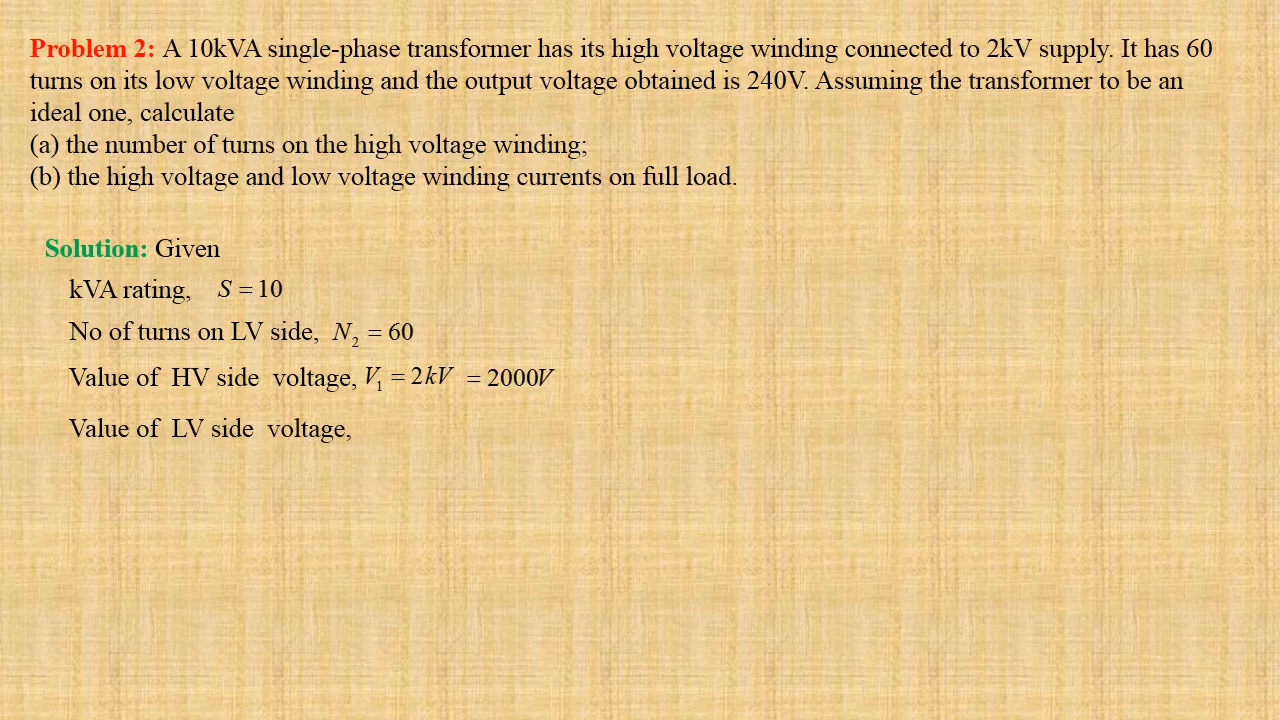 Problem 2: A 10kVA single-phase transformer has its high voltage winding connected to 2kV supply. It has 60
turns on its low voltage winding and the output voltage obtained is 240V. Assuming the transformer to be an
ideal one, calculate
(a) the number of turns on the high voltage winding;
(b) the high voltage and low voltage winding currents on full load.
Solution: Given
kVA rating, S = 10
No of turns on LV side, N₂ = 60
Value of HV side voltage, V₁ = 2kV = 2000V
Value of LV side voltage,